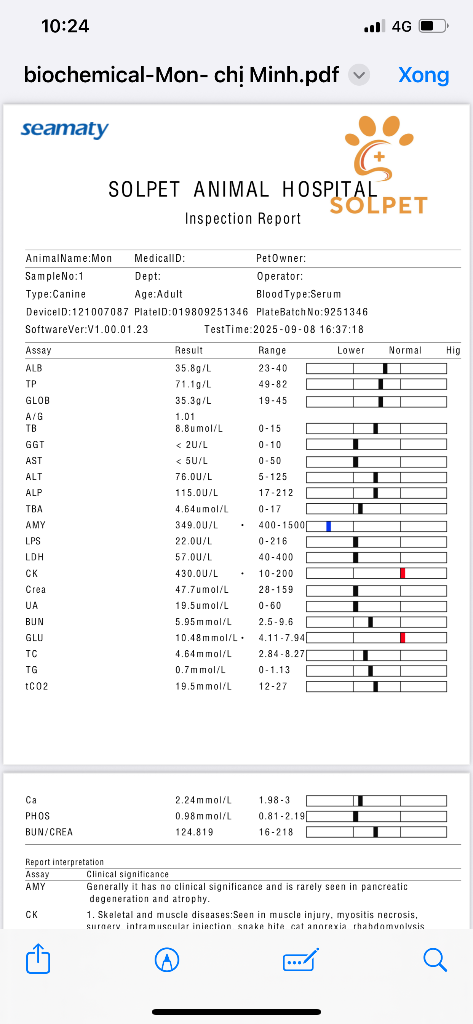 10:24
4G
biochemical-Mon- chị Minh.pdf
Xong
seamaty
SOLPET ANIMAL HOSPITAL
SOLPET
Inspection Report
AnimalName:Mon MedicalID: PetOwner:
SampleNo:1 Dept: Operator:
Type:Canine Age:Adult BloodType:Serum
DeviceID:121007087 PlateID:019809251346 PlateBatchNo:9251346
SoftwareVer:V1.00.01.23 TestTime:2025-09-08 16:37:18
Assay Result Range Lower Normal Hig
ALB 35.8g/L 23-40
TP 71.1g/L 49-82
GLOB 35.3g/L 19-45
A/G 1.01
TB 8.8umol/L 0-15
GGT < 2U/L 0-10
AST < 5U/L 0-50
ALT 76.0U/L 5-125
ALP 115.0U/L 17-212
TBA 4.64umol/L 0-17
AMY 349.0U/L • 400-1500
LPS 22.0U/L 0-216
LDH 57.0U/L 40-400
CK 430.0U/L • 10-200
Crea 47.7umol/L 28-159
UA 19.5umol/L 0-60
BUN 5.95mmol/L 2.5-9.6
GLU 10.48mmol/L • 4.11-7.94
TC 4.64mmol/L 2.84-8.27
TG 0.7mmol/L 0-1.13
tCO2 19.5mmol/L 12-27
Ca 2.24mmol/L 1.98-3
PHOS 0.98mmol/L 0.81-2.19
BUN/CREA 124.819 16-218
Report interpretation
Assay Clinical significance
AMY Generally it has no clinical significance and is rarely seen in pancreatic
degeneration and atrophy.
CK 1. Skeletal and muscle diseases:Seen in muscle injury, myositis necrosis,
surgery, intramuscular injection, snake bite, cat anorexia, rhabdomyolysis